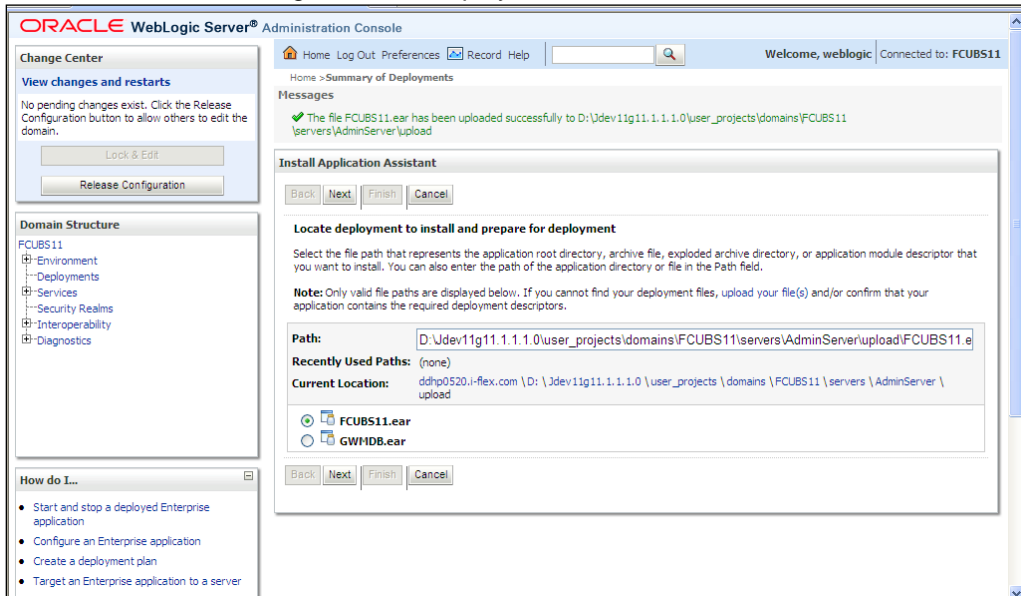 ORACLE WebLogic Server® Administration Console
Change Center
View changes and restarts
No pending changes exist. Click the Release
Configuration button to allow others to edit the
domain.
Lock & Edit
Release Configuration
Domain Structure
FCUBS11
Environment
Deployments
Services
Security Realms
Interoperability
Diagnostics
How do I...
Start and stop a deployed Enterprise
application
Configure an Enterprise application
Create a deployment plan
Target an Enterprise application to a server
Home Log Out Preferences Record Help
Welcome, weblogic Connected to: FCUBS11
Home >Summary of Deployments
Messages
The file FCUBS11.ear has been uploaded successfully to D:\Jdev11g11.1.1.1.0\user_projects\domains\FCUBS11
\servers\AdminServer\upload
Install Application Assistant
Back Next Finish Cancel
Locate deployment to install and prepare for deployment
Select the file path that represents the application root directory, archive file, exploded archive directory, or application module descriptor that
you want to install. You can also enter the path of the application directory or file in the Path field.
Note: Only valid file paths are displayed below. If you cannot find your deployment files, upload your file(s) and/or confirm that your
application contains the required deployment descriptors.
Path: D:\Jdev11g11.1.1.1.0\user_projects\domains\FCUBS11\servers\AdminServer\upload\FCUBS11.e
Recently Used Paths: (none)
Current Location: ddhp0520.i-flex.com \ D: \ Jdev11g11.1.1.1.0 \ user_projects \ domains \ FCUBS11 \ servers \ AdminServer \
upload
FCUBS11.ear
GWMDB.ear
Back Next Finish Cancel